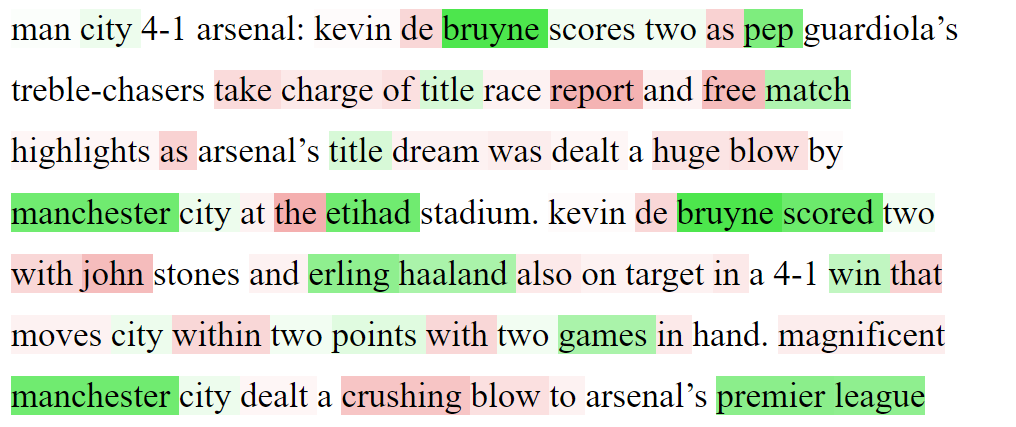 man city 4-1 arsenal: kevin de bruyne scores two as pep guardiola’s
treble-chasers take charge of title race report and free match
highlights as arsenal’s title dream was dealt a huge blow by
manchester city at the etihad stadium. kevin de bruyne scored two
with john stones and erling haaland also on target in a 4-1 win that
moves city within two points with two games in hand. magnificent
manchester city dealt a crushing blow to arsenal’s premier league